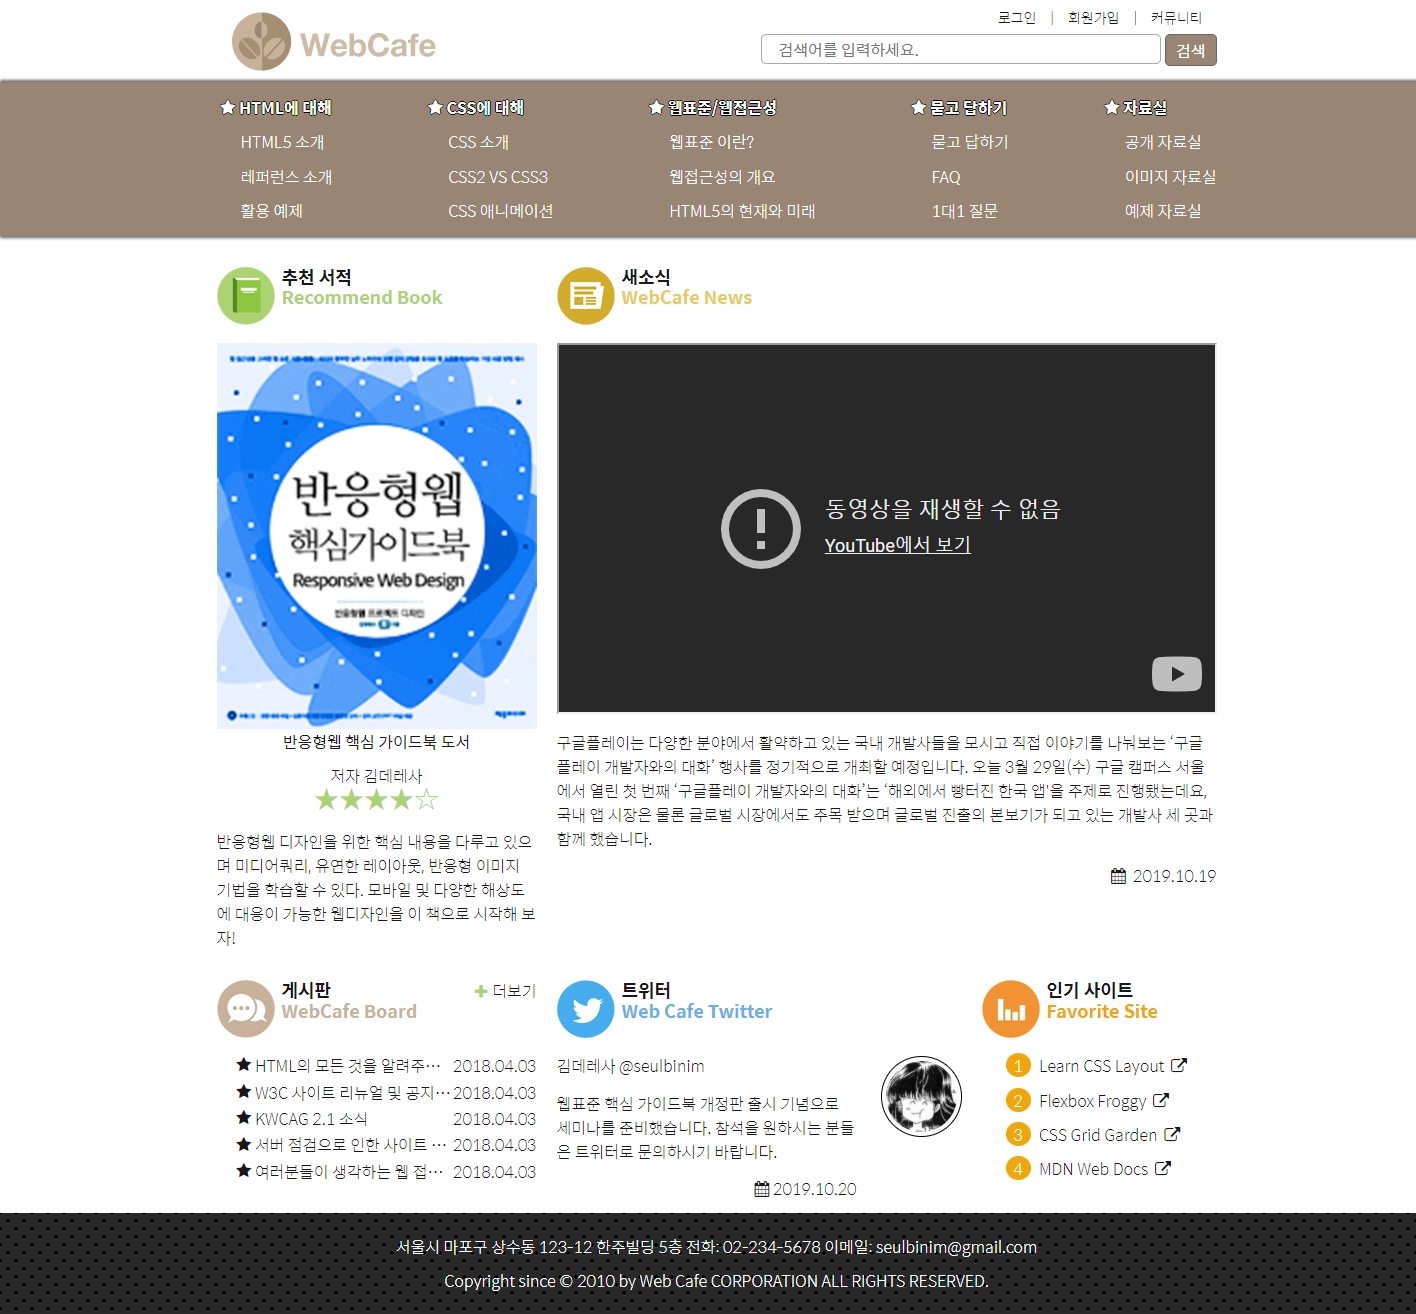 로그인 | 회원가입 | 커뮤니티
WebCafe
검색어를 입력하세요. 검색
HTML에 대해 CSS에 대해 웹표준/웹접근성 묻고 답하기 자료실
HTML5 소개 CSS 소개 웹표준 이란? 묻고 답하기 공개 자료실
레퍼런스 소개 CSS2 VS CSS3 웹접근성의 개요 FAQ 이미지 자료실
활용 예제 CSS 애니메이션 HTML5의 현재와 미래 1대1 질문 예제 자료실
추천 서적
Recommend Book
반응형웹
핵심가이드북
Responsive Web Design
반응형웹 프로젝트 디자인
반응형웹 핵심 가이드북 도서
저자 김데레사
★★★★☆
반응형웹 디자인을 위한 핵심 내용을 다루고 있으
며 미디어쿼리, 유연한 레이아웃, 반응형 이미지
기법을 학습할 수 있다. 모바일 및 다양한 해상도
에 대응이 가능한 웹디자인을 이 책으로 시작해 보
자!
새소식
WebCafe News
동영상을 재생할 수 없음
YouTube에서 보기
구글플레이는 다양한 분야에서 활약하고 있는 국내 개발사들을 모시고 직접 이야기를 나눠보는 ‘구글
플레이 개발자와의 대화’ 행사를 정기적으로 개최할 예정입니다. 오늘 3월 29일(수) 구글 캠퍼스 서울
에서 열린 첫 번째 ‘구글플레이 개발자와의 대화’는 ‘해외에서 빵터진 한국 앱'을 주제로 진행됐는데요,
국내 앱 시장은 물론 글로벌 시장에서도 주목 받으며 글로벌 진출의 본보기가 되고 있는 개발사 세 곳과
함께 했습니다.
2019.10.19
게시판
WebCafe Board
더보기
HTML의 모든 것을 알려주… 2018.04.03
W3C 사이트 리뉴얼 및 공지… 2018.04.03
KWCAG 2.1 소식 2018.04.03
서버 점검으로 인한 사이트 … 2018.04.03
여러분들이 생각하는 웹 접… 2018.04.03
트위터
Web Cafe Twitter
김데레사 @seulbinim
웹표준 핵심 가이드북 개정판 출시 기념으로
세미나를 준비했습니다. 참석을 원하시는 분들
은 트위터로 문의하시기 바랍니다.
2019.10.20
인기 사이트
Favorite Site
1 Learn CSS Layout
2 Flexbox Froggy
3 CSS Grid Garden
4 MDN Web Docs
서울시 마포구 상수동 123-12 한주빌딩 5층 전화: 02-234-5678 이메일: seulbinim@gmail.com
Copyright since © 2010 by Web Cafe CORPORATION ALL RIGHTS RESERVED.